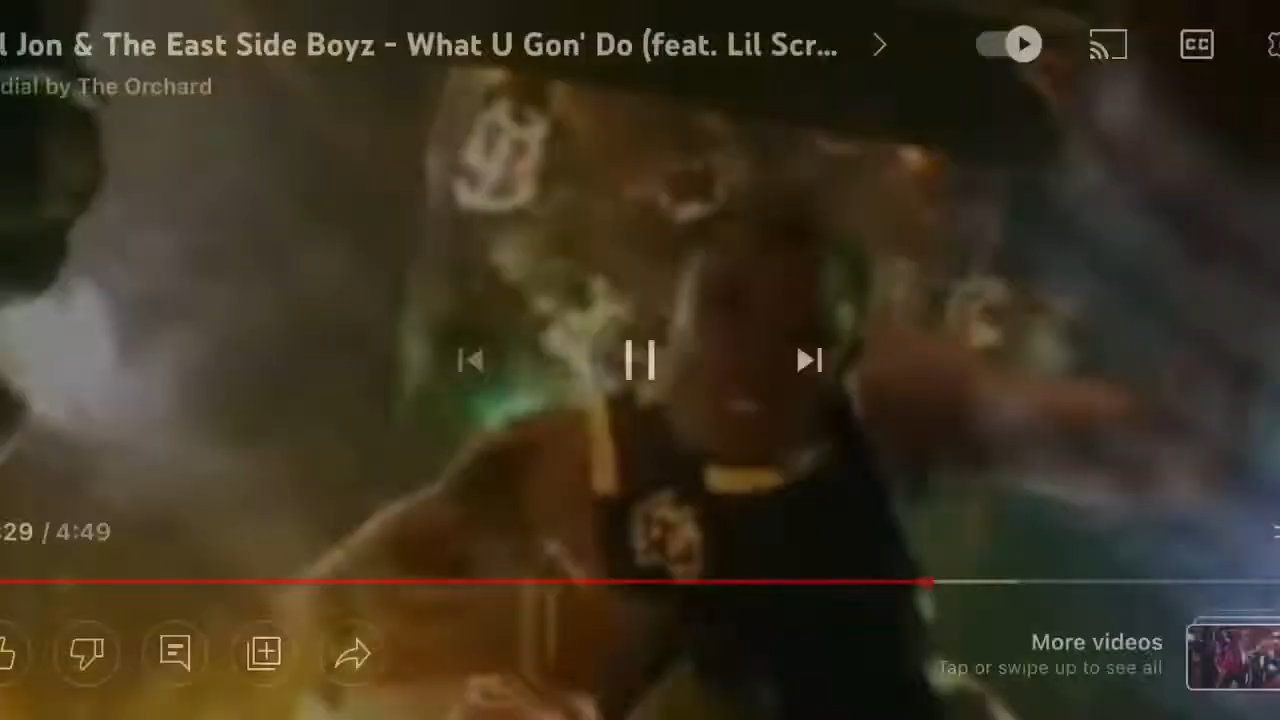 l Jon & The East Side Boyz - What U Gon' Do (feat. Lil Scr...
dial by The Orchard
CC
:29 / 4:49
More videos
Tap or swipe up to see all